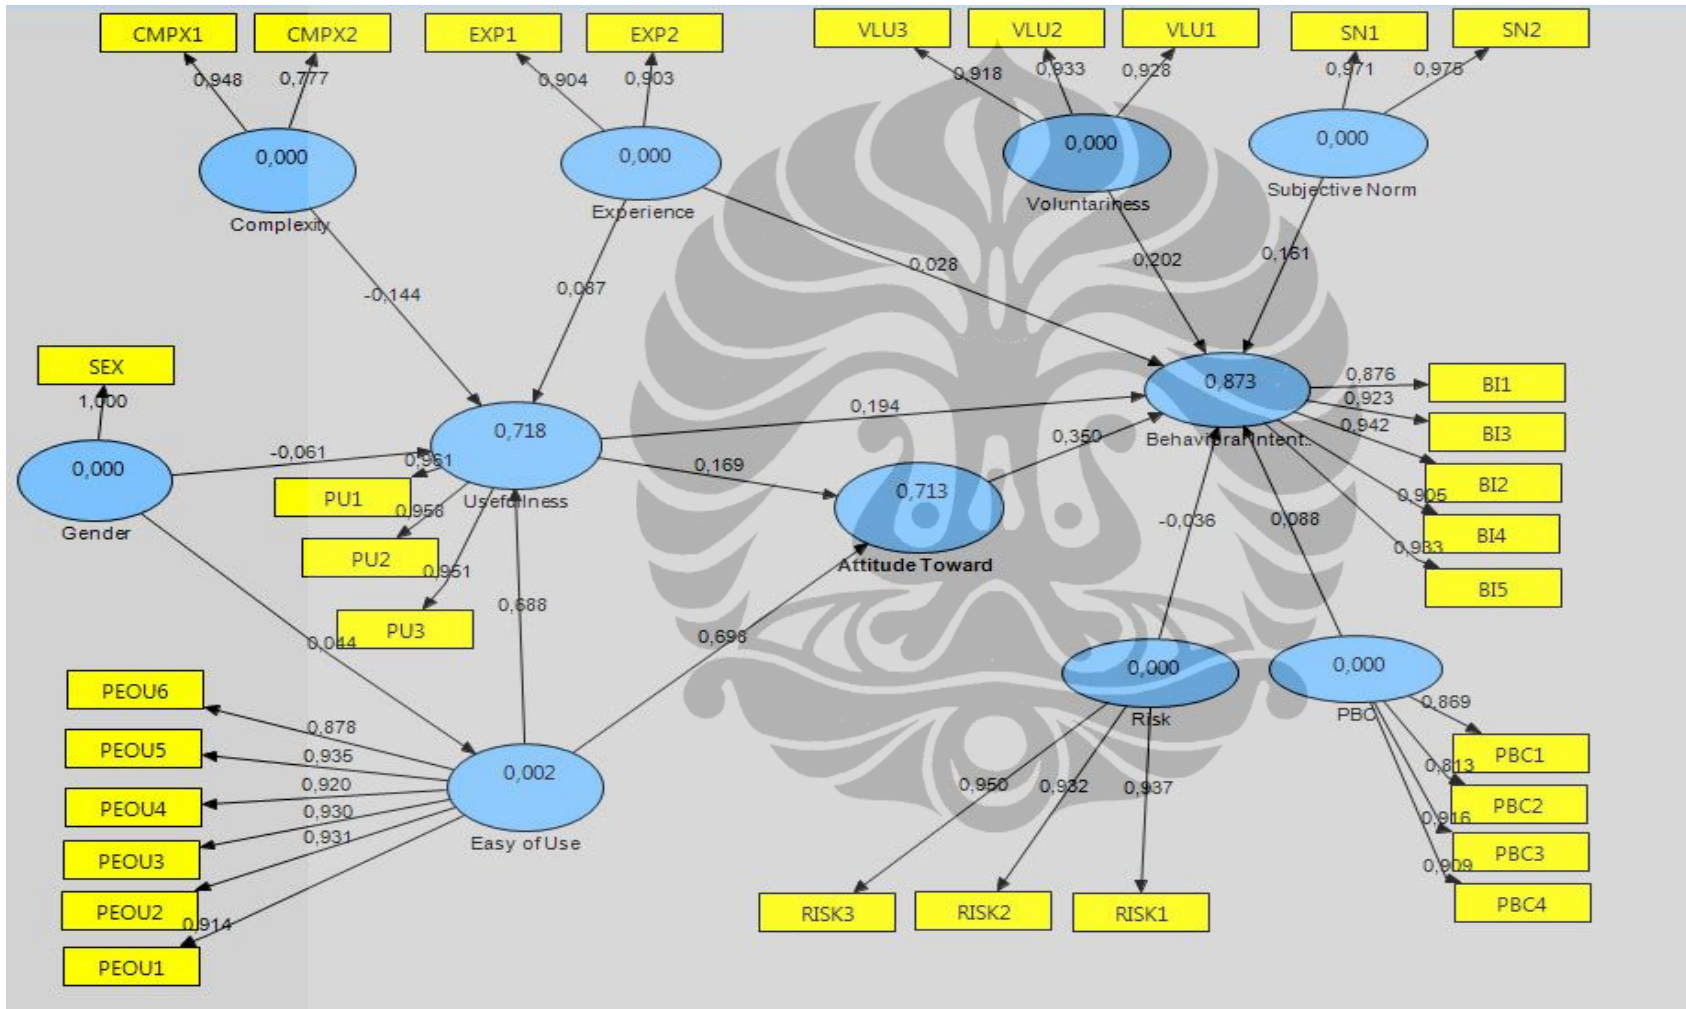 CMPX1
CMPX2
EXP1
EXP2
VLU3
VLU2
VLU1
SN1
SN2
0,948
0,777
0,904
0,903
0,918
0,933
0,928
0,971
0,975
0,000
Complexity
0,000
Experience
0,000
Voluntariness
0,000
Subjective Norm
-0,144
0,087
0,028
0,202
0,161
SEX
1,000
0,000
Gender
-0,061
0,044
0,718
Usefulness
0,961
PU1
0,958
PU2
0,951
PU3
0,688
0,194
0,169
0,350
0,713
Attitude Toward
0,698
0,873
Behavioral Intent..
0,876
BI1
0,923
BI3
0,942
BI2
0,905
BI4
0,933
BI5
-0,036
0,088
PEOU6
0,878
PEOU5
0,935
PEOU4
0,920
PEOU3
0,930
PEOU2
0,931
PEOU1
0,914
0,002
Easy of Use
0,000
Risk
0,950
0,932
0,937
RISK3
RISK2
RISK1
0,000
PBC
0,869
PBC1
0,813
PBC2
0,916
PBC3
0,909
PBC4